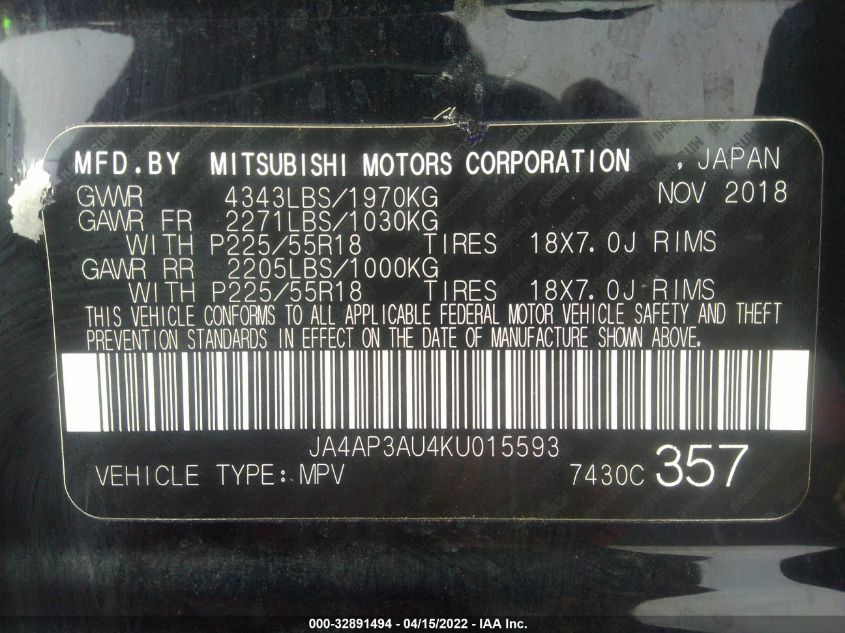 MFD.BY MITSUBISHI MOTORS CORPORATION , JAPAN
GVWR 4343LBS/1970KG NOV 2018
GAWR FR 2271LBS/1030KG
WITH P225/55R18 TIRES 18X7.0J RIMS
GAWR RR 2205LBS/1000KG
WITH P225/55R18 TIRES 18X7.0J RIMS
THIS VEHICLE CONFORMS TO ALL APPLICABLE FEDERAL MOTOR VEHICLE SAFETY AND THEFT
PREVENTION STANDARDS IN EFFECT ON THE DATE OF MANUFACTURE SHOWN ABOVE.
JA4AP3AU4KU015593
VEHICLE TYPE: MPV 7430C 357
000-32891494 - 04/15/2022 - IAA Inc.